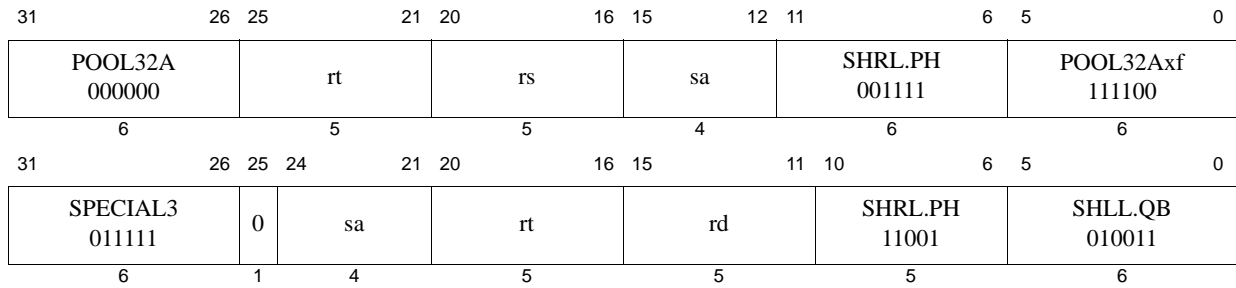 31 26 25 21 20 16 15 12 11 6 5 0
POOL32A rt rs sa SHRL.PH POOL32Axf
000000 001111 111100
6 5 5 4 6 6
31 26 25 24 21 20 16 15 11 10 6 5 0
SPECIAL3 0 sa rt rd SHRL.PH SHLL.QB
011111 11001 010011
6 1 4 5 5 5 6